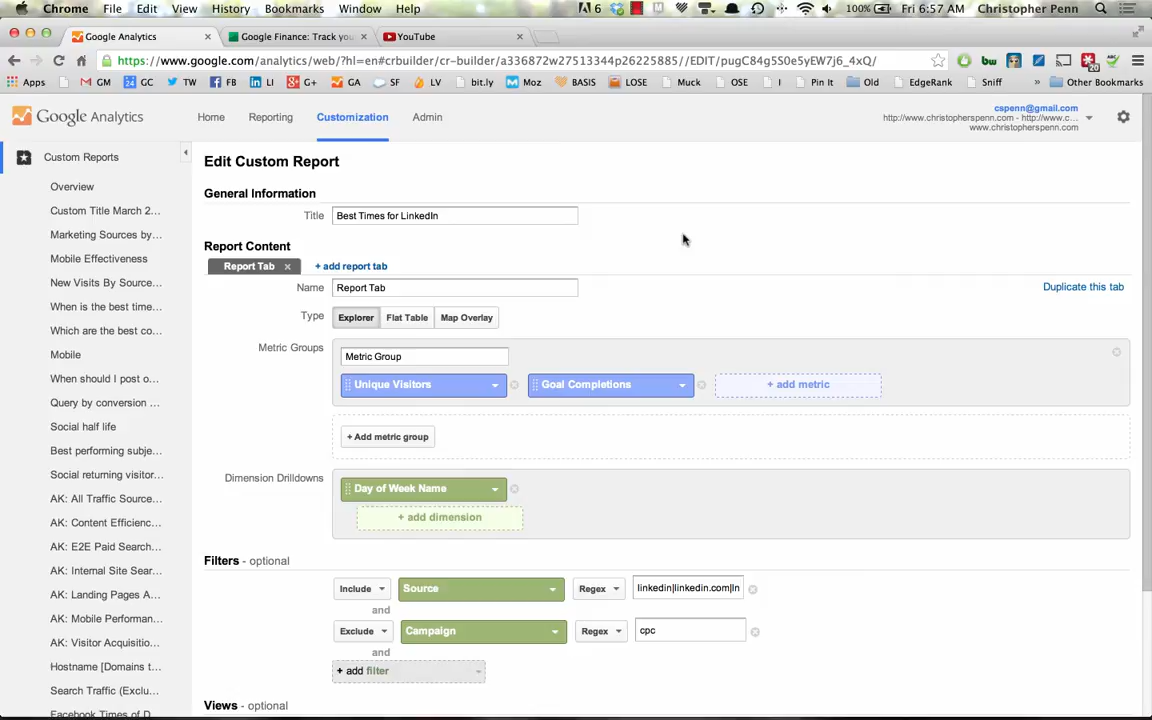 Chrome File Edit View History Bookmarks Window Help 6 100% Fri 6:57 AM Christopher Penn
Google Analytics Google Finance: Track you YouTube
https://www.google.com/analytics/web/?hl=en#crbuilder/cr-builder/a336872w27513344p26225885//EDIT/pugC84g5S0e5yEW7j6_4xQ/
Apps GM GC TW FB LI G+ GA SF LV bit.ly Moz BASIS LOSE Muck OSE I Pin It Old EdgeRank Sniff » Other Bookmarks
Google Analytics Home Reporting Customization Admin
cspenn@gmail.com
http://www.christopherspenn.com - http://www.c...
www.christopherspenn.com
Custom Reports
Overview
Custom Title March 2...
Marketing Sources by...
Mobile Effectiveness
New Visits By Source...
When is the best time...
Which are the best co...
Mobile
When should I post o...
Query by conversion ...
Social half life
Best performing subje...
Social returning visitor...
AK: All Traffic Source...
AK: Content Efficienc...
AK: E2E Paid Search...
AK: Internal Site Sear...
AK: Landing Pages A...
AK: Mobile Performan...
AK: Visitor Acquisitio...
Hostname [Domains t...
Search Traffic (Exclu...
Facebook Times of D...
Edit Custom Report
General Information
Title Best Times for LinkedIn
Report Content
Report Tab x + add report tab
Name Report Tab Duplicate this tab
Type Explorer Flat Table Map Overlay
Metric Groups Metric Group
Unique Visitors Goal Completions + add metric
+ Add metric group
Dimension Drilldowns Day of Week Name
+ add dimension
Filters - optional
Include Source Regex linkedin|linkedin.com|ln
and
Exclude Campaign Regex cpc
and
+ add filter
Views - optional